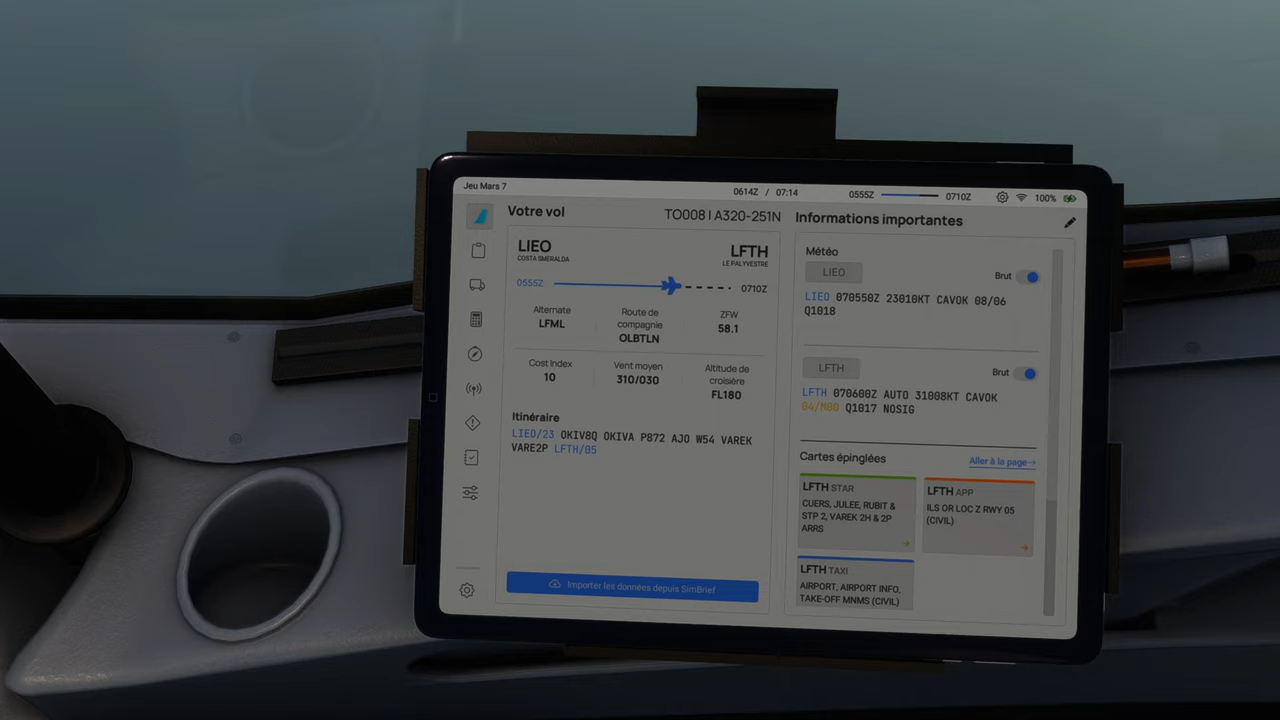 Jeu Mars 7
0614Z / 07:14
0555Z
0710Z
100%
Votre vol
TO008 | A320-251N
LIEO
COSTA SMERALDA
LFTH
LE PALYVESTRE
0555Z
0710Z
Alternate
LFML
Route de
compagnie
OLBTLN
ZFW
58.1
Cost Index
10
Vent moyen
310/030
Altitude de
croisière
FL180
Itinéraire
LIEO/23 OKIV8Q OKIVA P872 AJO W54 VAREK
VARE2P LFTH/05
Importer les données depuis SimBrief
Informations importantes
Météo
LIEO
Brut
LIEO 070550Z 23010KT CAVOK 08/06
Q1018
LFTH
Brut
LFTH 070600Z AUTO 31008KT CAVOK
04/M00 Q1017 NOSIG
Cartes épinglées
Aller à la page→
LFTH STAR
CUERS, JULEE, RUBIT &
STP 2, VAREK 2H & 2P
ARRS
LFTH APP
ILS OR LOC Z RWY 05
(CIVIL)
LFTH TAXI
AIRPORT, AIRPORT INFO,
TAKE-OFF MNMS (CIVIL)